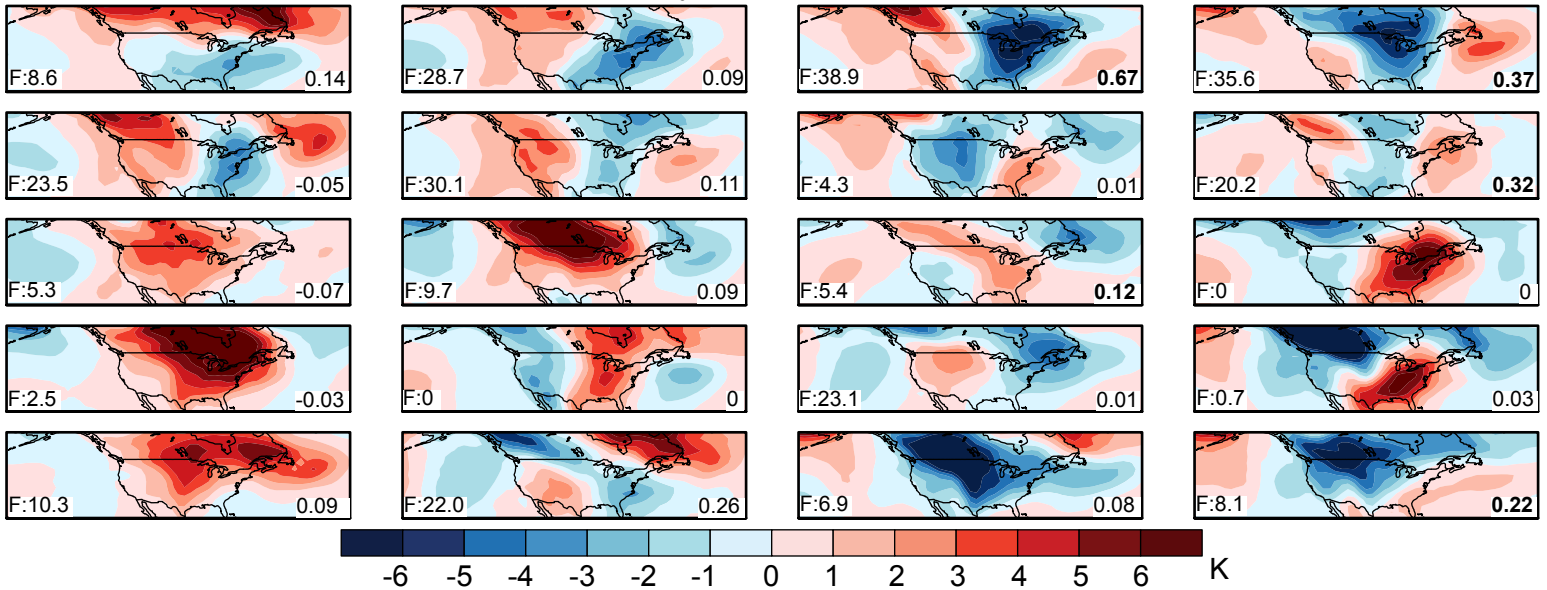 F:8.6 0.14 F:28.7 0.09 F:38.9 0.67 F:35.6 0.37
F:23.5 -0.05 F:30.1 0.11 F:4.3 0.01 F:20.2 0.32
F:5.3 -0.07 F:9.7 0.09 F:5.4 0.12 F:0 0
F:2.5 -0.03 F:0 0 F:23.1 0.01 F:0.7 0.03
F:10.3 0.09 F:22.0 0.26 F:6.9 0.08 F:8.1 0.22
-6 -5 -4 -3 -2 -1 0 1 2 3 4 5 6 K